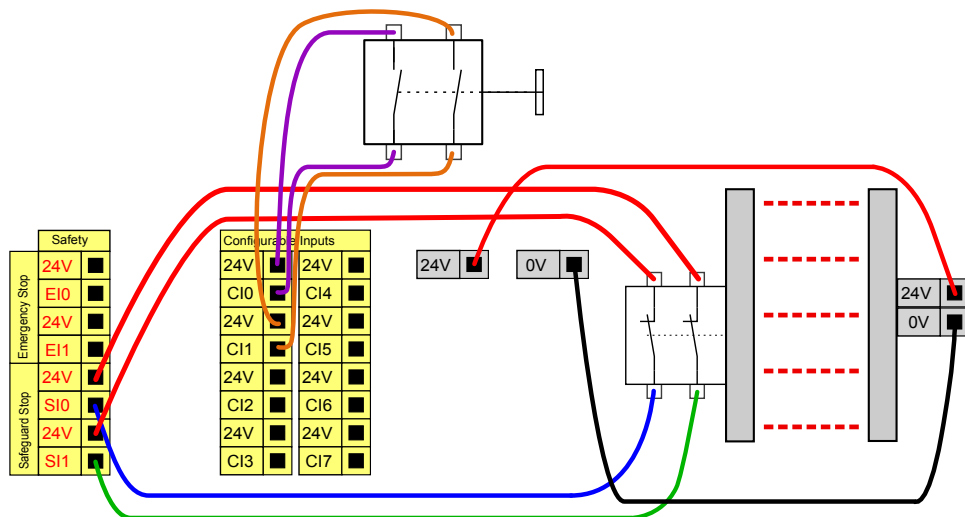 Safety
Emergency Stop
24V
EI0
24V
EI1
Safeguard Stop
24V
SI0
24V
SI1
Configurable Inputs
24V 24V
CI0 CI4
24V 24V
CI1 CI5
24V 24V
CI2 CI6
24V 24V
CI3 CI7
24V
0V
24V
0V